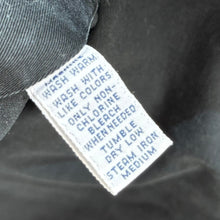 WASH WARM
WASH WITH
LIKE COLORS
ONLY NON-
CHLORINE
BLEACH
WHEN NEEDED
TUMBLE
DRY LOW
STEAM IRON
MEDIUM